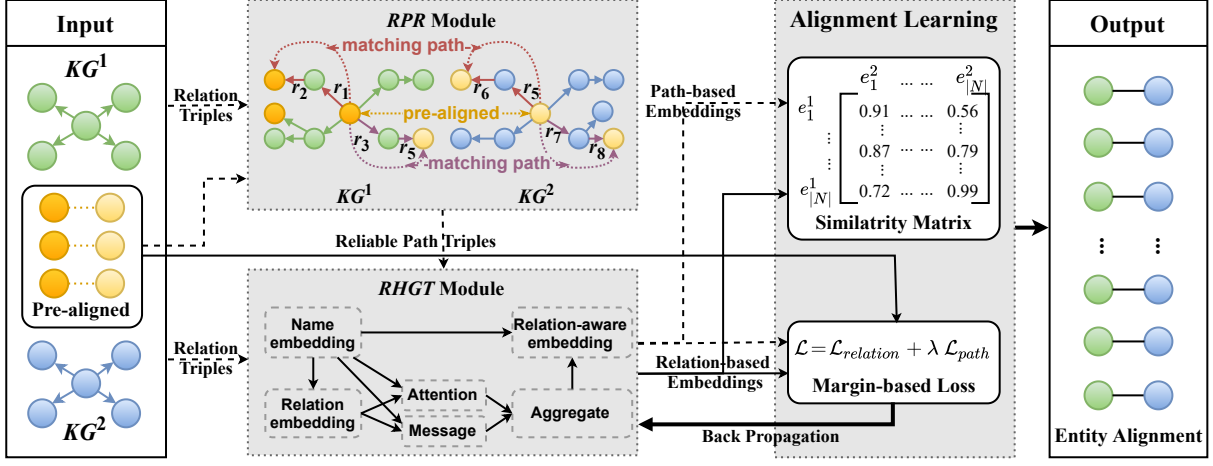 Input
KG¹
Pre-aligned
KG²
Relation
Triples
Relation
Triples
RPR Module
matching path
matching path
r₂
r₁
r₆
r₅
pre-aligned
r₃
r₅
r₇
r₈
matching path
KG¹
KG²
Reliable Path Triples
RHGT Module
Name
embedding
Relation-aware
embedding
Relation
embedding
Attention
Message
Aggregate
Path-based
Embeddings
Relation-based
Embeddings
Back Propagation
Alignment Learning
e₁² ... ... e²|N|
e₁¹ 0.91 ... ... 0.56
⋮ ⋮ ⋮
0.87 ... ... 0.79
⋮ ⋮ ⋮
e¹|N| 0.72 ... ... 0.99
Similatrity Matrix
ℒ=ℒrelation + λ ℒpath
Margin-based Loss
Output
⋮ ⋮
Entity Alignment